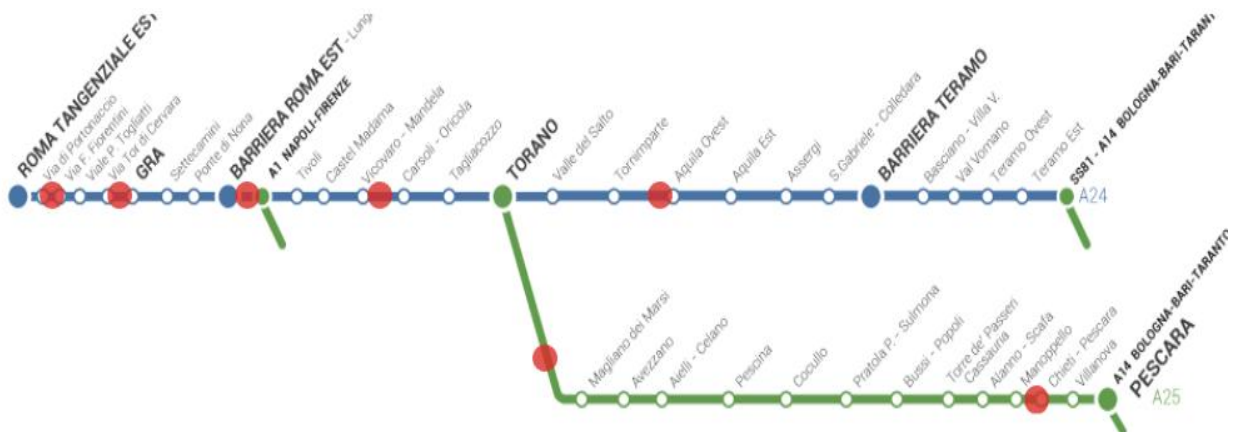 ROMA TANGENZIALE EST
Via di Portonaccio
Via F. Fiorentini
Viale P. Togliatti
Via Tor di Cervara
GRA
Settecamini
Ponte di Nona
BARRIERA ROMA EST - Lung
A1 NAPOLI-FIRENZE
Tivoli
Castel Madama
Vicovaro - Mandela
Carsoli - Oricola
Tagliacozzo
TORANO
Valle del Salto
Tornimparte
Aquila Ovest
Aquila Est
Assergi
S.Gabriele - Colledara
BARRIERA TERAMO
Basciano - Villa V.
Val Vomano
Teramo Ovest
Teramo Est
SS81 - A14 BOLOGNA-BARI-TARANT
A24
Magliano dei Marsi
Avezzano
Aielli - Celano
Pescina
Cocullo
Pratola P. - Sulmona
Bussi - Popoli
Torre de' Passeri
Casauria
Alanno - Scafa
Manoppello
Chieti - Pescara
Villanova
A14 BOLOGNA-BARI-TARANTO
PESCARA
A25